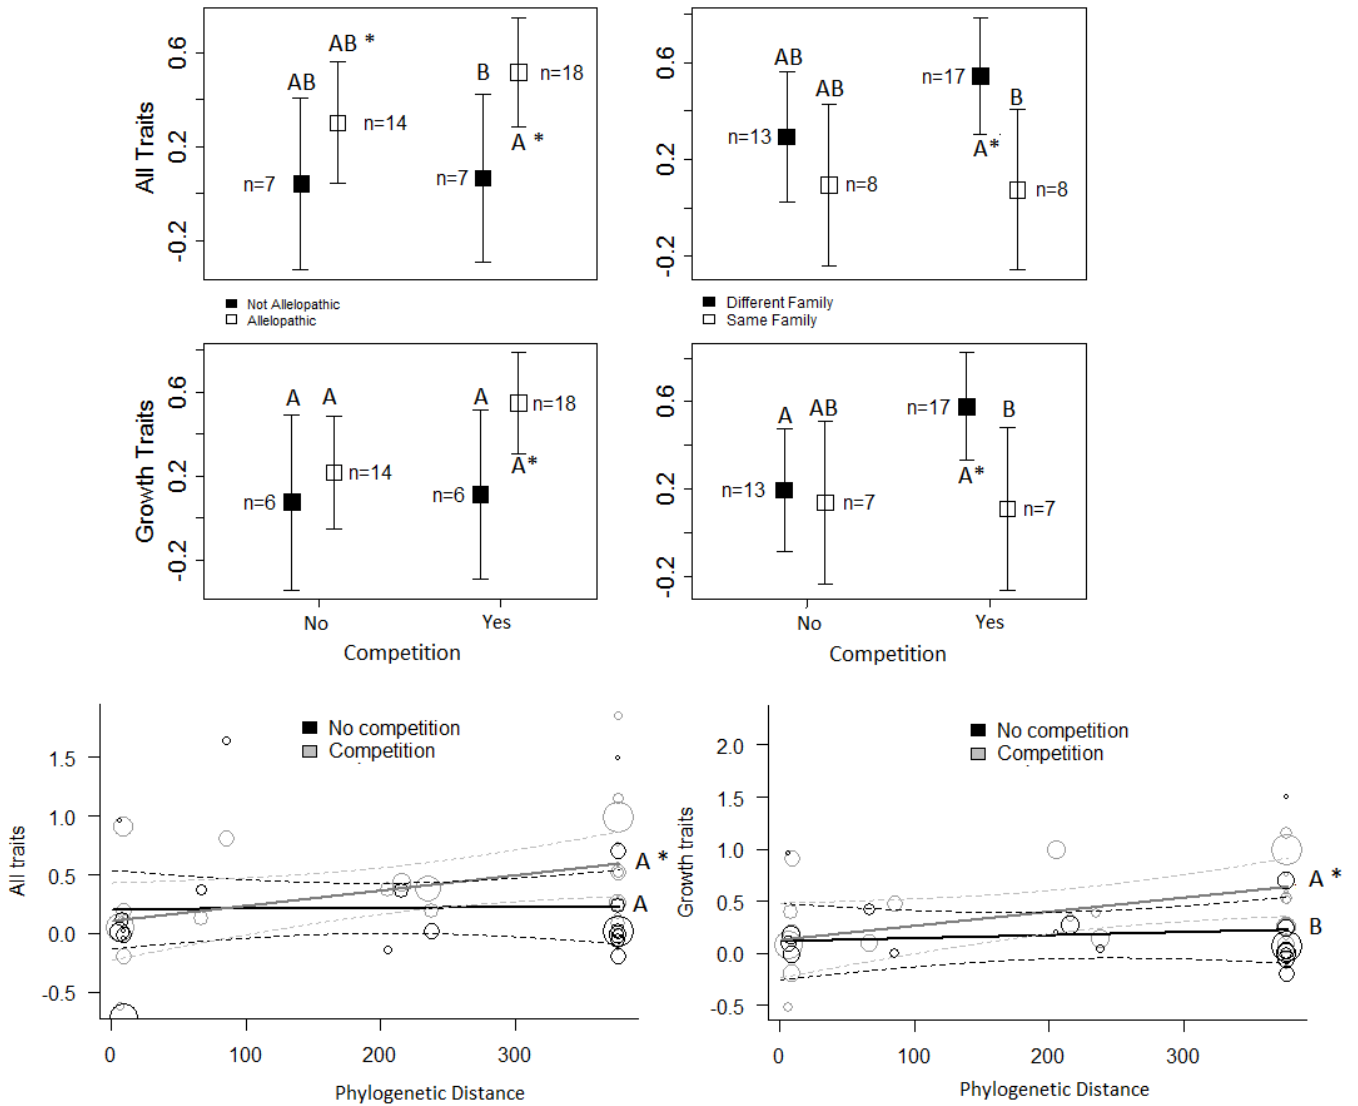 All Traits
0.6
0.2
-0.2
AB *
AB
B
n=18
n=14
A *
n=7
n=7
Not Allelopathic
Allelopathic
0.6
0.2
-0.2
AB
AB
n=17
B
n=13
A*
n=8
n=8
Different Family
Same Family
Growth Traits
0.6
0.2
-0.2
A
A
A
n=18
A*
n=14
n=6
n=6
No
Yes
Competition
0.6
0.2
-0.2
A
AB
n=17
B
A*
n=13
n=7
n=7
No
Yes
Competition
All traits
1.5
1.0
0.5
0.0
-0.5
No competition
Competition
A *
A
0
100
200
300
Phylogenetic Distance
Growth traits
2.0
1.5
1.0
0.5
0.0
-0.5
No competition
Competition
A *
B
0
100
200
300
Phylogenetic Distance